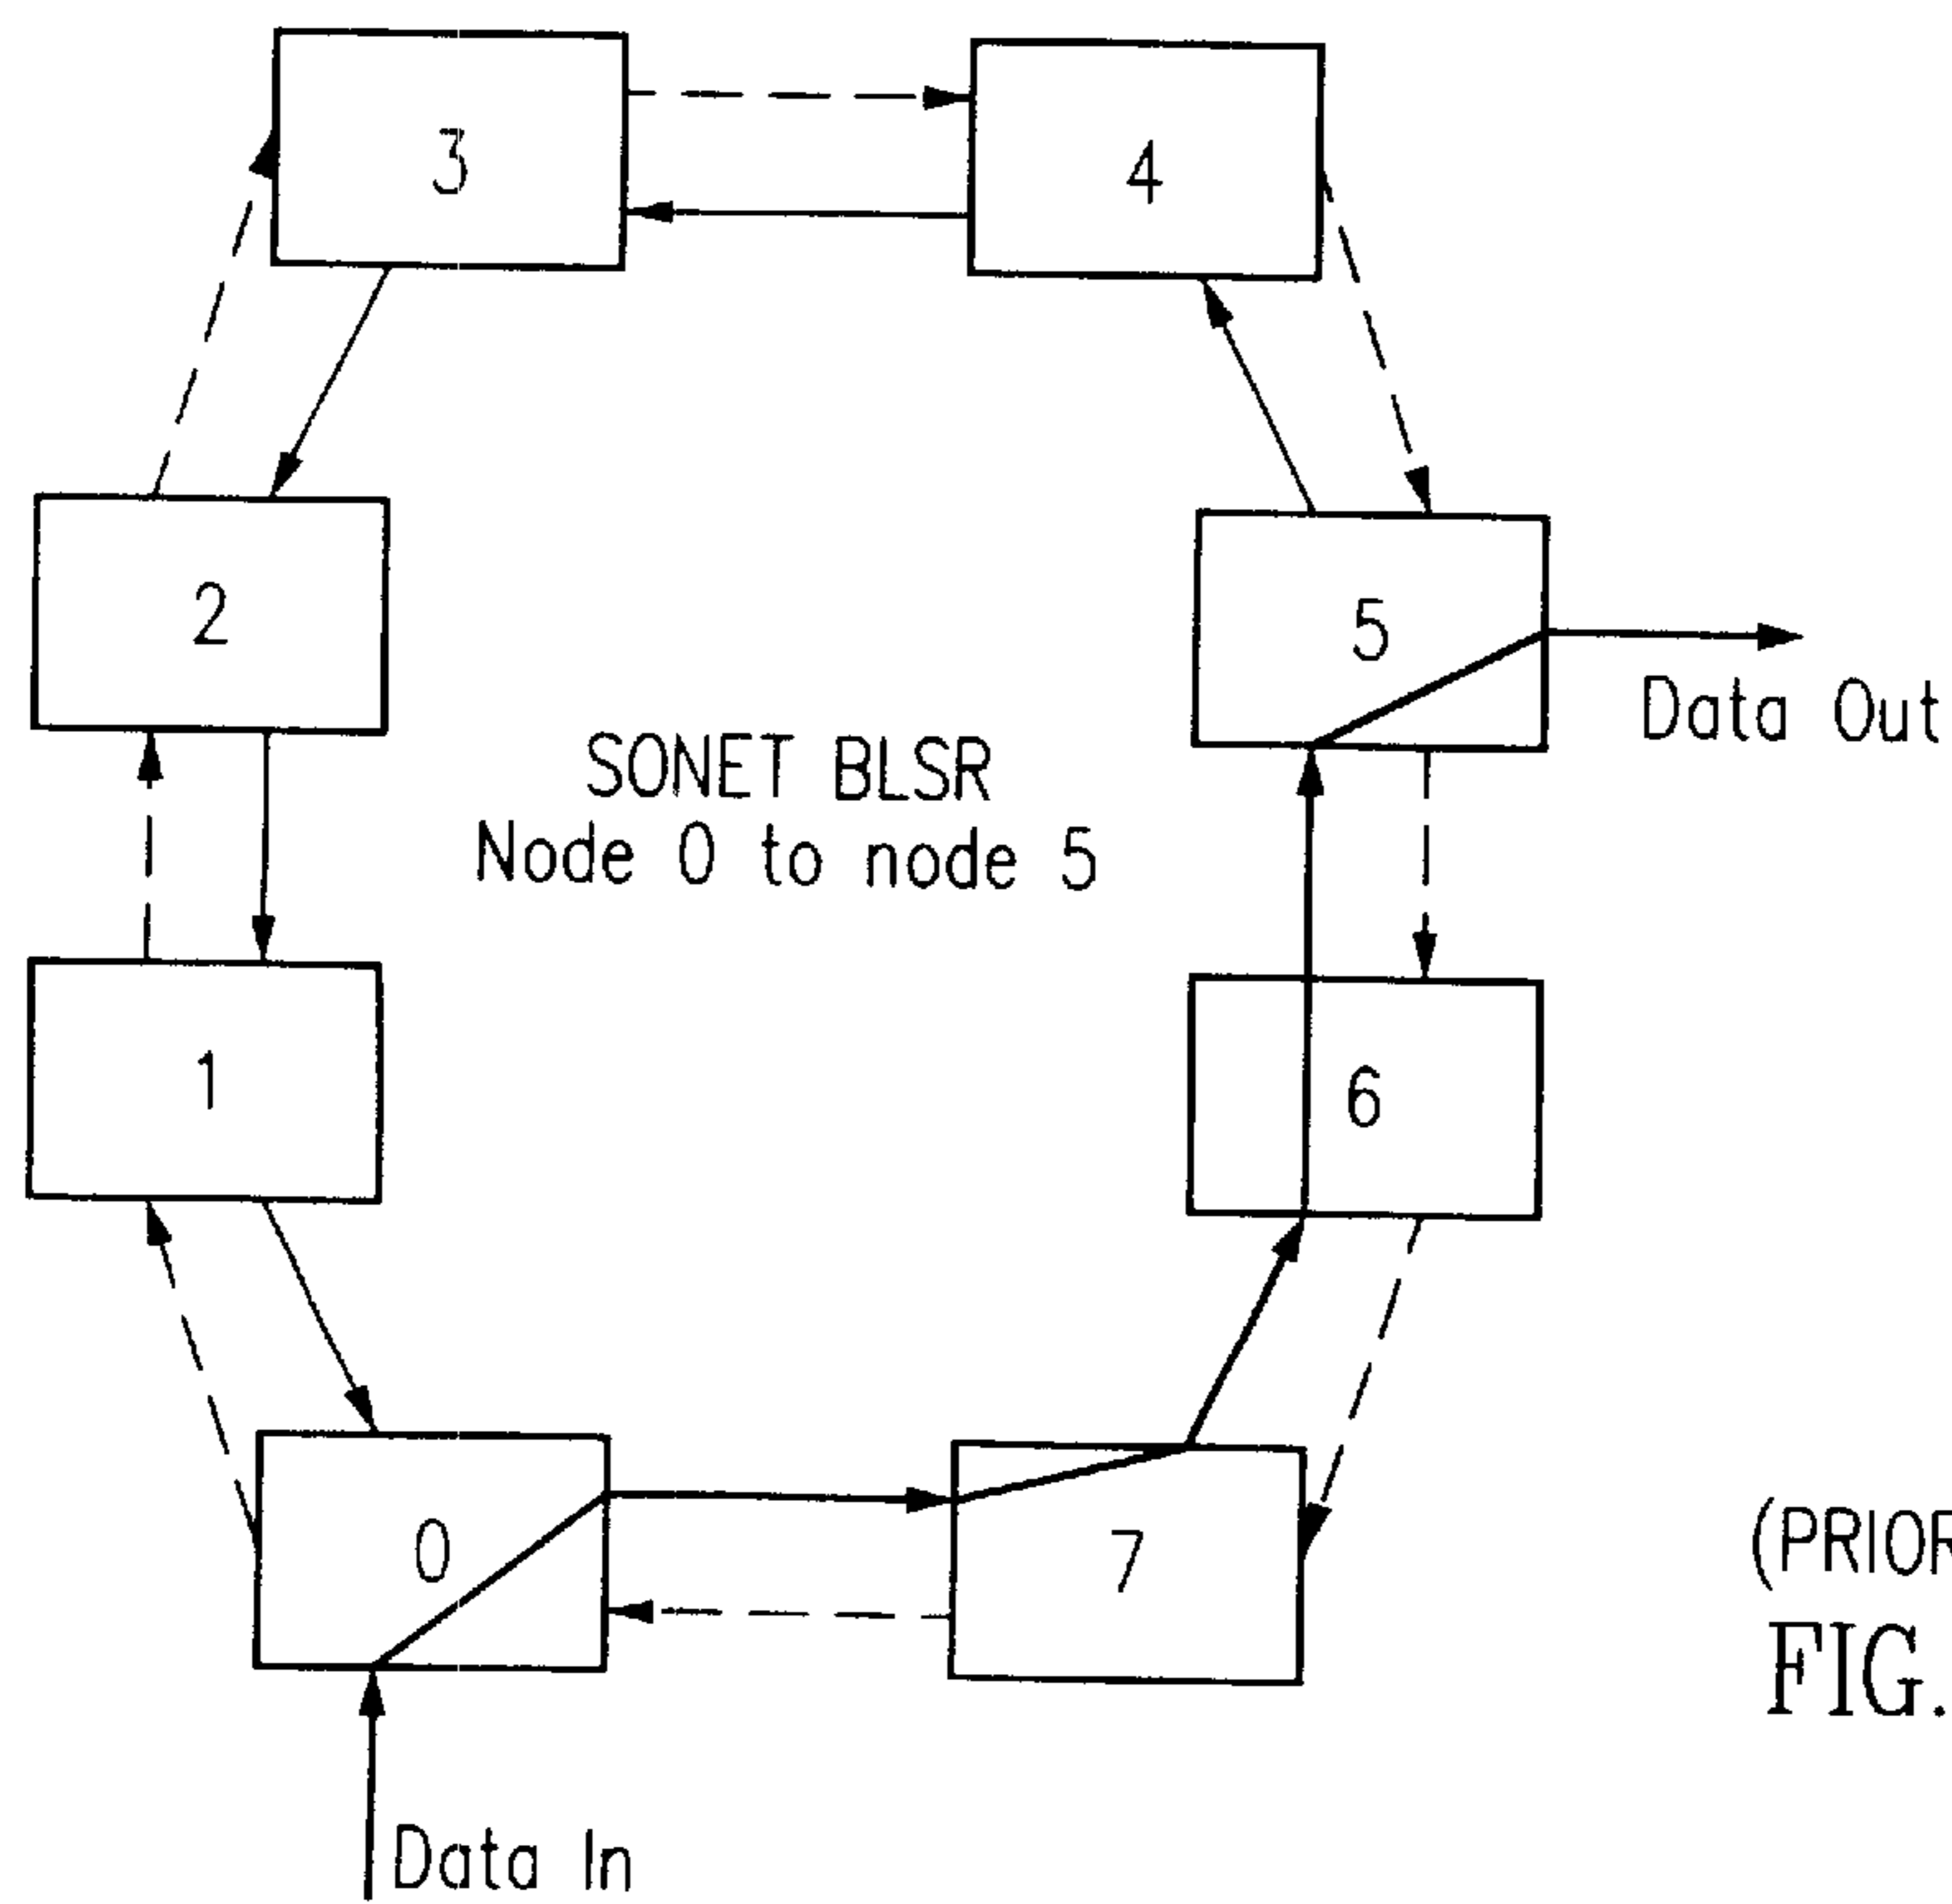 3
4
2
5
Data Out
SONET BLSR
Node 0 to node 5
1
6
0
7
(PRIOR
FIG.
Data In